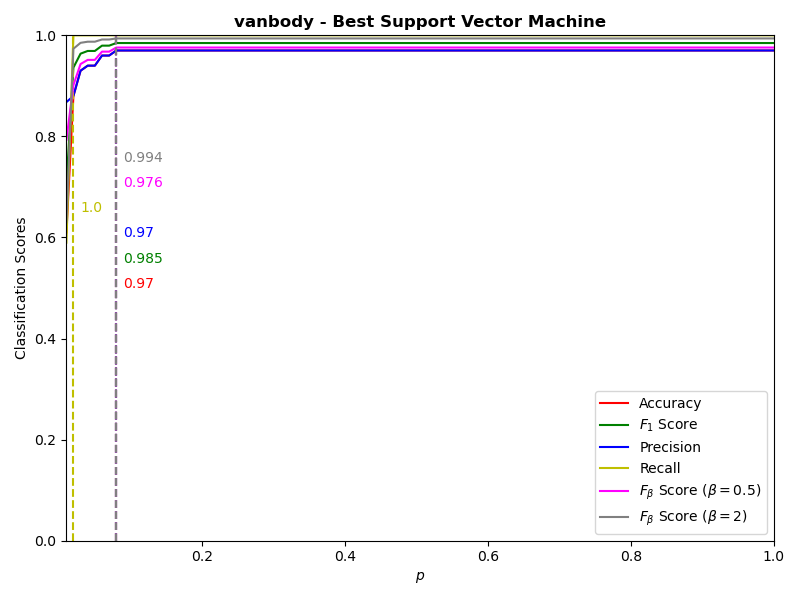 vanbody - Best Support Vector Machine
1.0
0.8
0.6
0.4
0.2
0.0
Classification Scores
0.994
0.976
1.0
0.97
0.985
0.97
Accuracy
F₁ Score
Precision
Recall
Fᵦ Score (β = 0.5)
Fᵦ Score (β = 2)
0.2 0.4 0.6 0.8 1.0
p